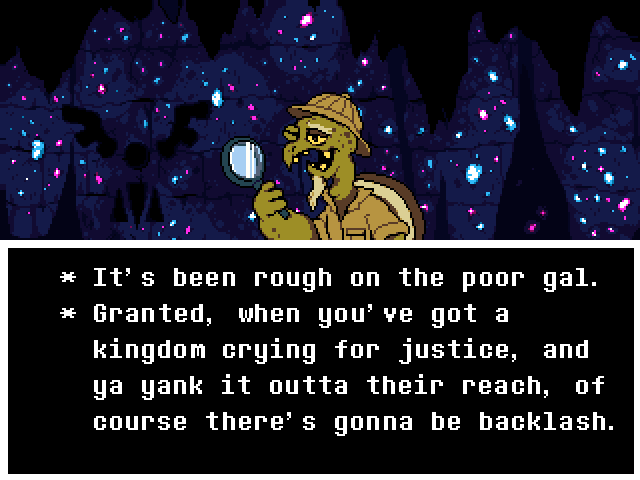 * It's been rough on the poor gal.
* Granted, when you've got a
kingdom crying for justice, and
ya yank it outta their reach, of
course there's gonna be backlash.